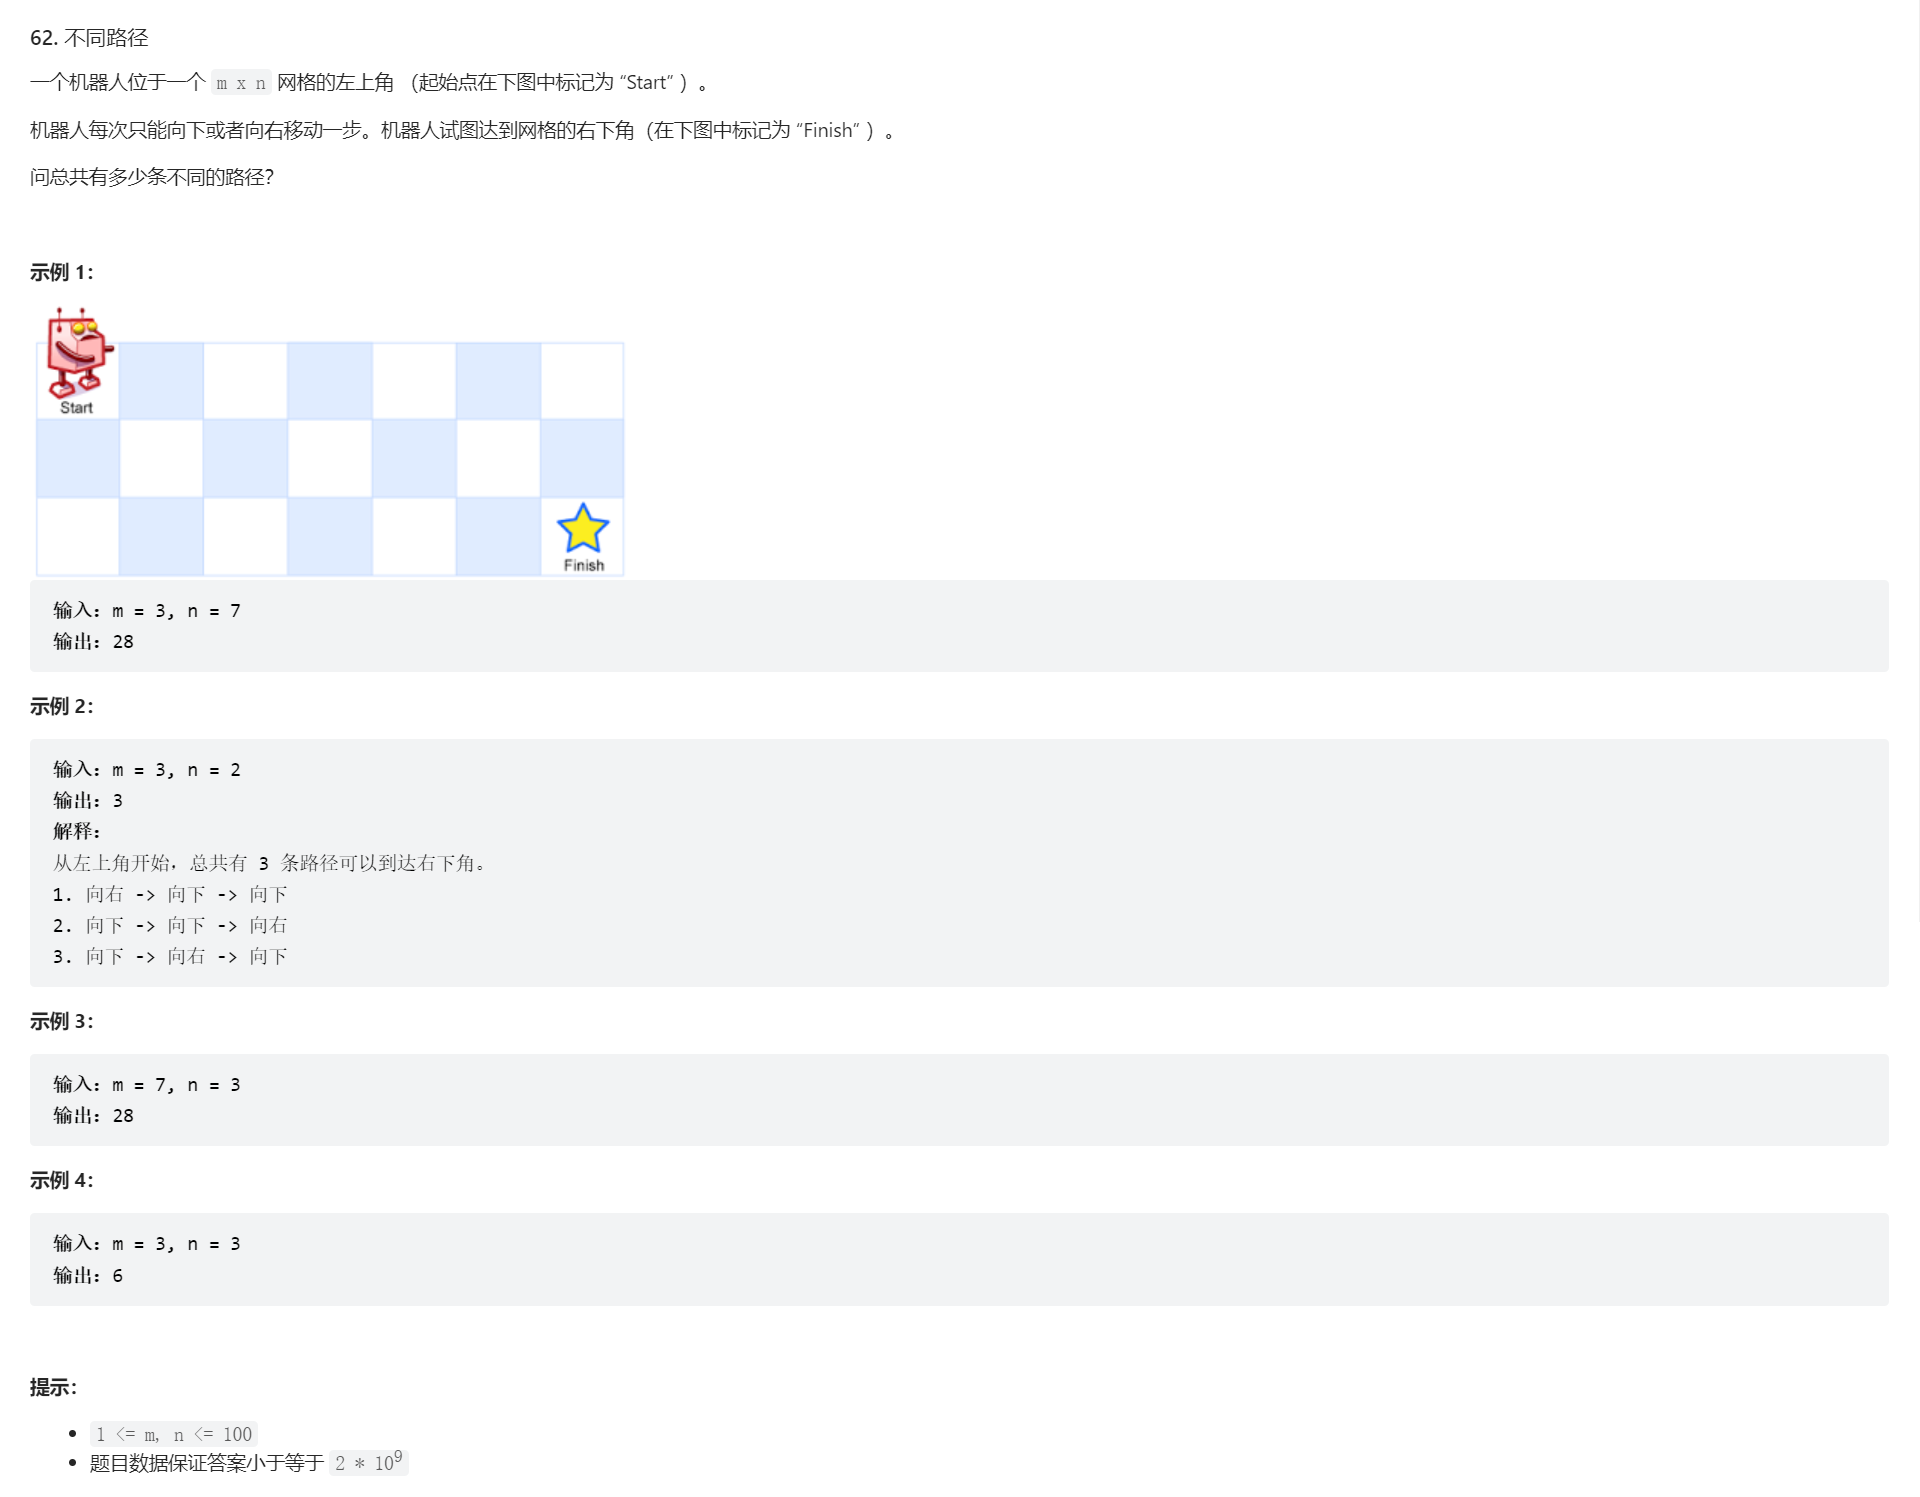 62. 不同路径
一个机器人位于一个 m x n 网格的左上角 （起始点在下图中标记为 “Start” ）。
机器人每次只能向下或者向右移动一步。机器人试图达到网格的右下角（在下图中标记为 “Finish” ）。
问总共有多少条不同的路径？
示例 1：
Start
Finish
输入：m = 3, n = 7
输出：28
示例 2：
输入：m = 3, n = 2
输出：3
解释：
从左上角开始，总共有 3 条路径可以到达右下角。
1. 向右 -> 向下 -> 向下
2. 向下 -> 向下 -> 向右
3. 向下 -> 向右 -> 向下
示例 3：
输入：m = 7, n = 3
输出：28
示例 4：
输入：m = 3, n = 3
输出：6
提示：
• 1 <= m, n <= 100
• 题目数据保证答案小于等于 2 * 10⁹